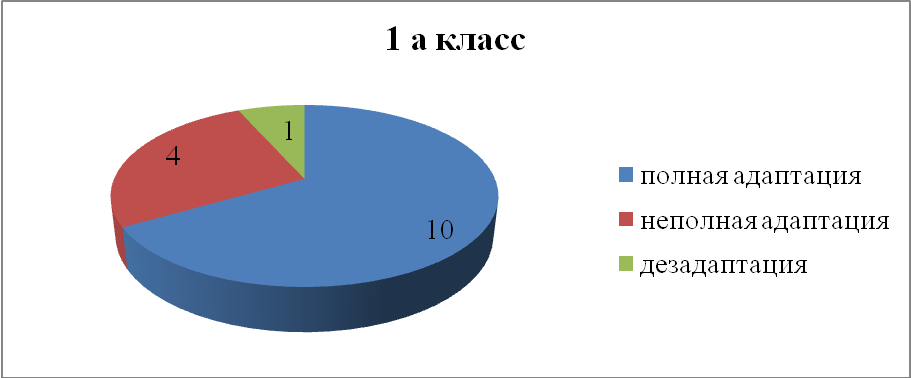 1 а класс
1
4
10
полная адаптация
неполная адаптация
дезадаптация